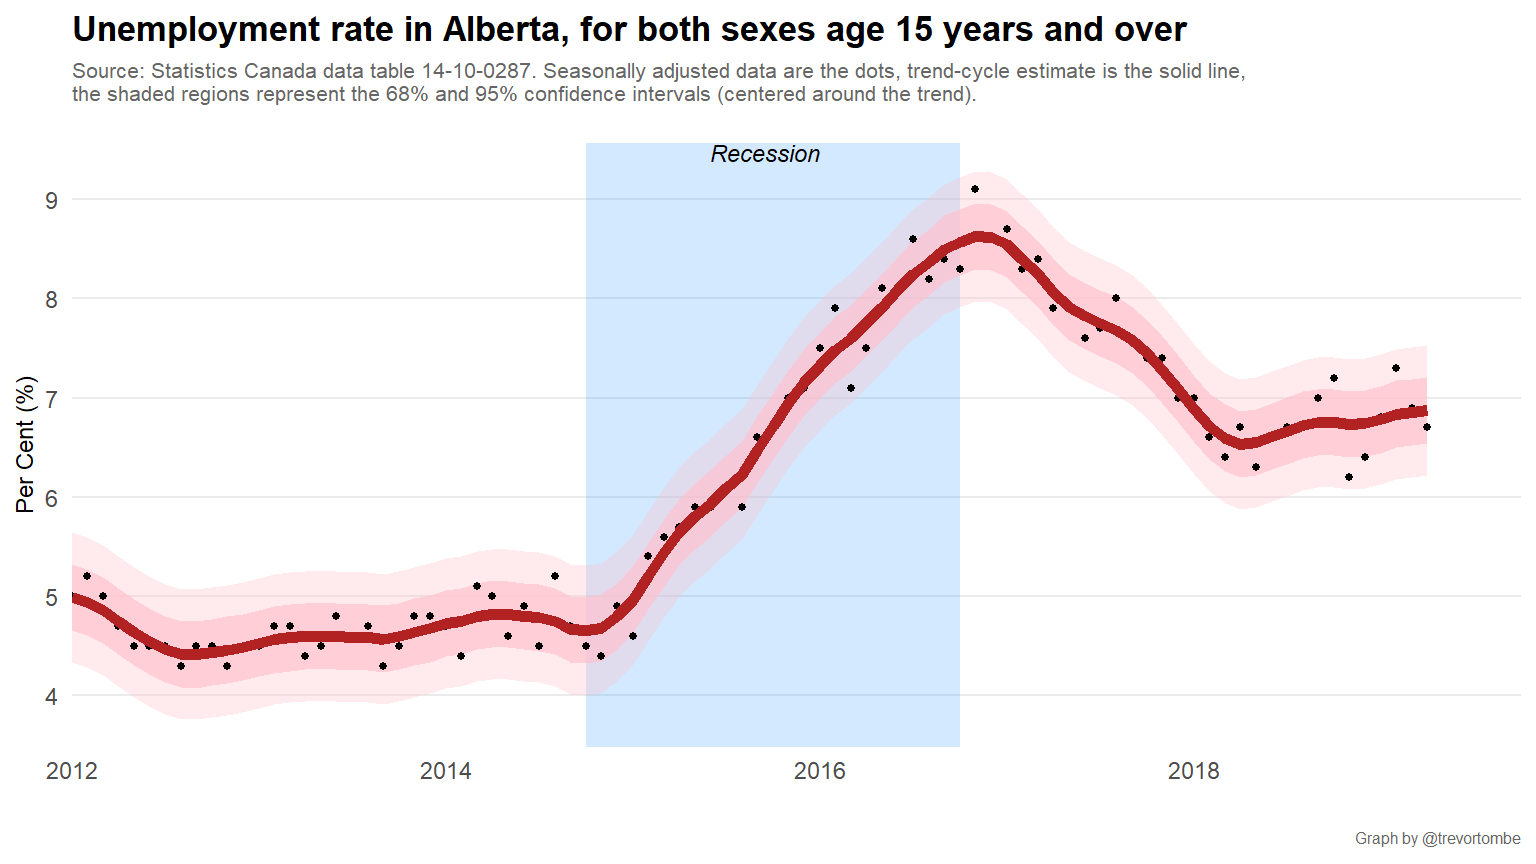 Unemployment rate in Alberta, for both sexes age 15 years and over
Source: Statistics Canada data table 14-10-0287. Seasonally adjusted data are the dots, trend-cycle estimate is the solid line,
the shaded regions represent the 68% and 95% confidence intervals (centered around the trend).
Recession
Per Cent (%)
9
8
7
6
5
4
2012
2014
2016
2018
Graph by @trevortombe